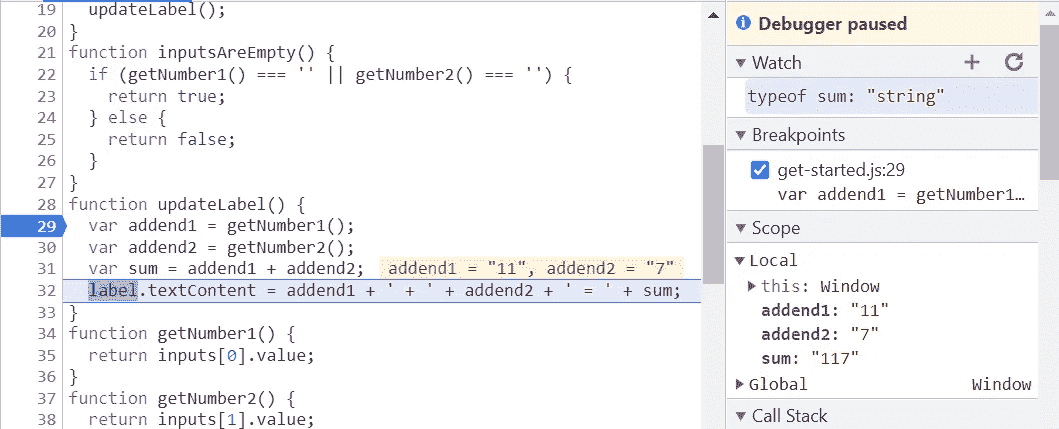 19   updateLabel();
20 }
21 function inputsAreEmpty() {
22   if (getNumber1() === '' || getNumber2() === '') {
23     return true;
24   } else {
25     return false;
26   }
27 }
28 function updateLabel() {
29   var addend1 = getNumber1();
30   var addend2 = getNumber2();
31   var sum = addend1 + addend2;  addend1 = "11", addend2 = "7"
32   label.textContent = addend1 + ' + ' + addend2 + ' = ' + sum;
33 }
34 function getNumber1() {
35   return inputs[0].value;
36 }
37 function getNumber2() {
38   return inputs[1].value;
Debugger paused
Watch
typeof sum: "string"
Breakpoints
get-started.js:29
var addend1 = getNumber1…
Scope
Local
this: Window
addend1: "11"
addend2: "7"
sum: "117"
Global Window
Call Stack